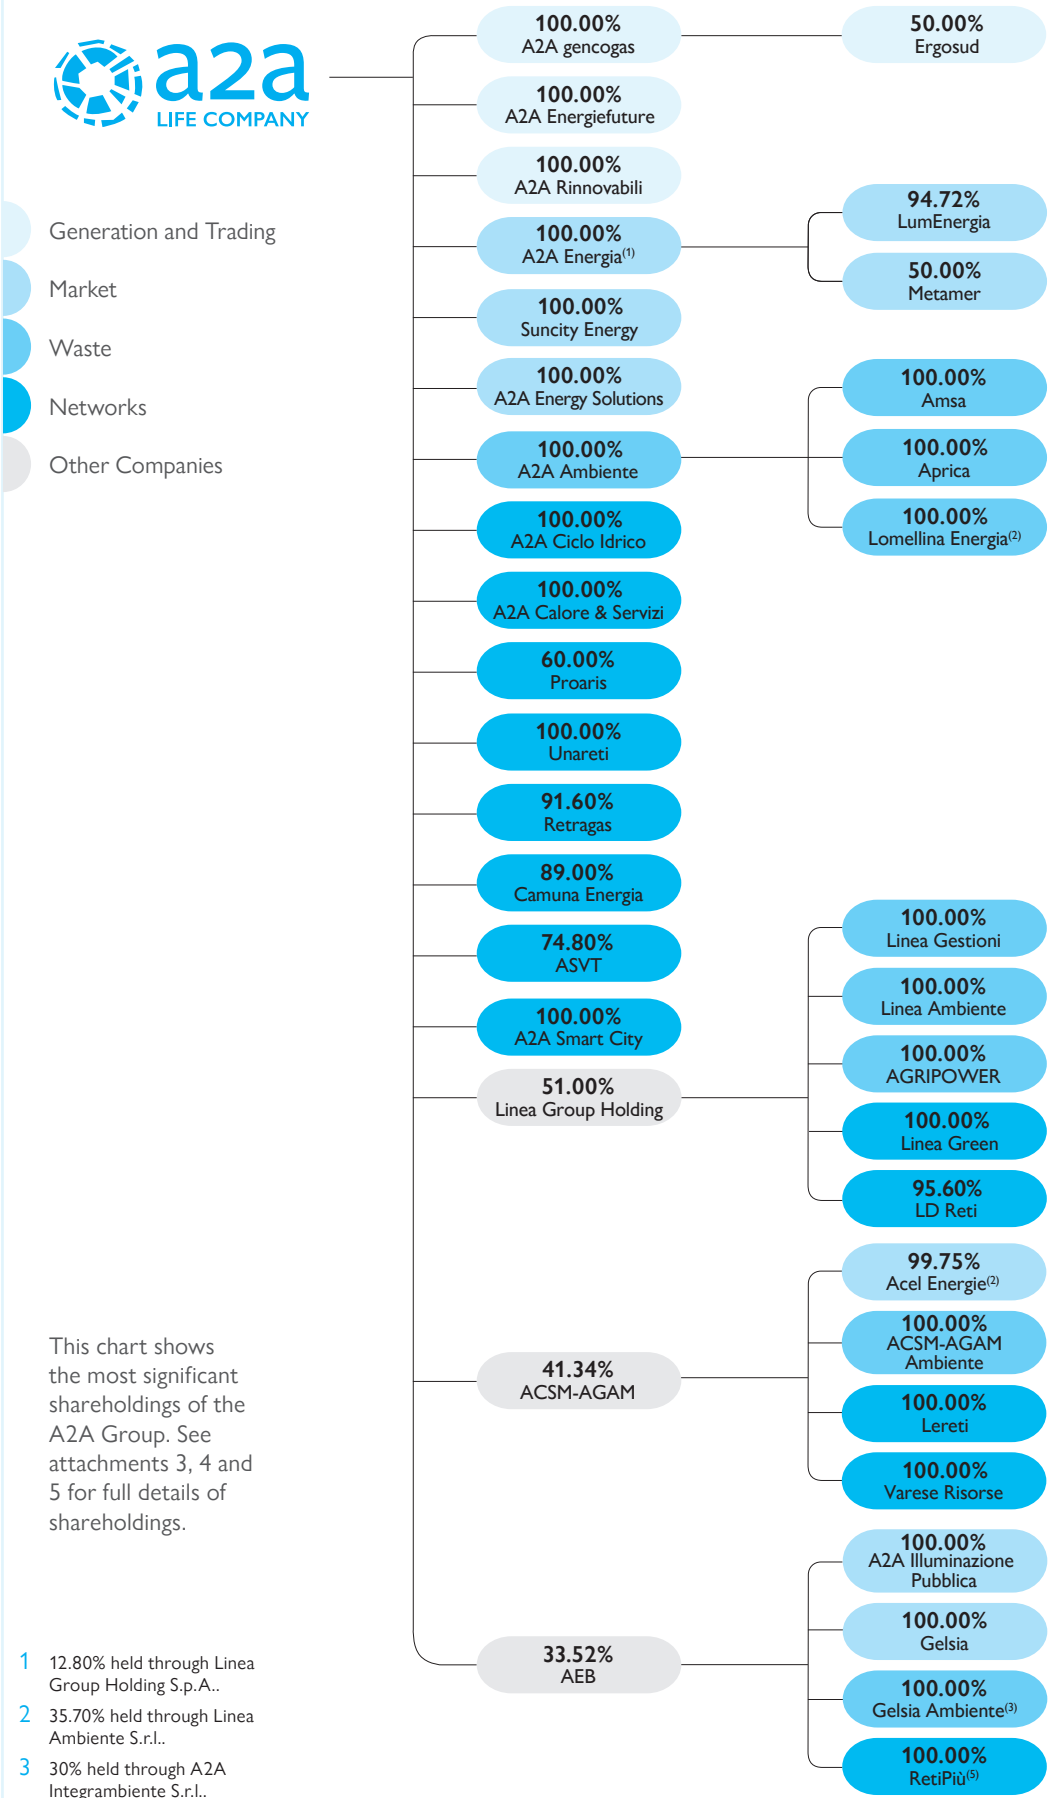 a2a
LIFE COMPANY
Generation and Trading
Market
Waste
Networks
Other Companies
100.00%
A2A gencogas
50.00%
Ergosud
100.00%
A2A Energiefuture
100.00%
A2A Rinnovabili
100.00%
A2A Energia(1)
94.72%
LumEnergia
50.00%
Metamer
100.00%
Suncity Energy
100.00%
A2A Energy Solutions
100.00%
A2A Ambiente
100.00%
Amsa
100.00%
Aprica
100.00%
Lomellina Energia(2)
100.00%
A2A Ciclo Idrico
100.00%
A2A Calore & Servizi
60.00%
Proaris
100.00%
Unareti
91.60%
Retragas
89.00%
Camuna Energia
74.80%
ASVT
100.00%
A2A Smart City
51.00%
Linea Group Holding
100.00%
Linea Gestioni
100.00%
Linea Ambiente
100.00%
AGRIPOWER
100.00%
Linea Green
95.60%
LD Reti
41.34%
ACSM-AGAM
99.75%
Acel Energie(2)
100.00%
ACSM-AGAM
Ambiente
100.00%
Lereti
100.00%
Varese Risorse
33.52%
AEB
100.00%
A2A Illuminazione
Pubblica
100.00%
Gelsia
100.00%
Gelsia Ambiente(3)
100.00%
RetiPiù(5)
This chart shows
the most significant
shareholdings of the
A2A Group. See
attachments 3, 4 and
5 for full details of
shareholdings.
1 12.80% held through Linea
Group Holding S.p.A..
2 35.70% held through Linea
Ambiente S.r.l..
3 30% held through A2A
Integrambiente S.r.l..